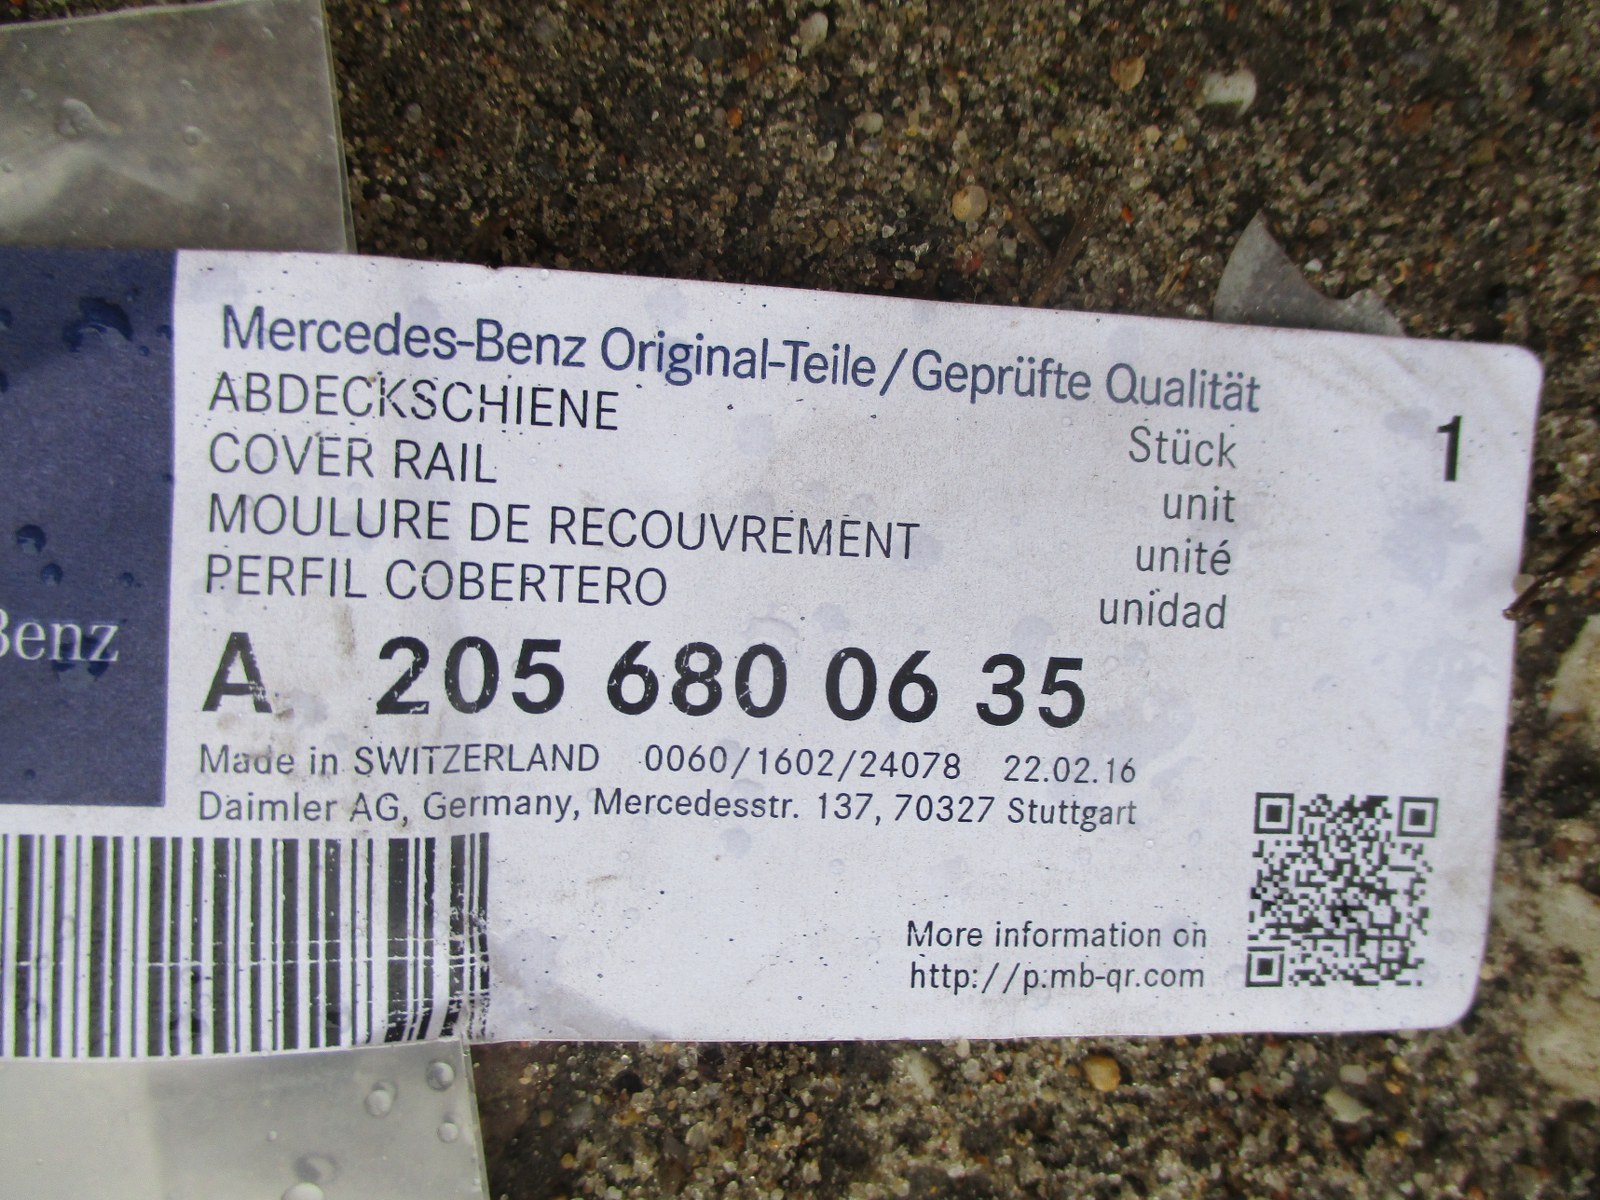 Mercedes-Benz Original-Teile/Geprüfte Qualität
ABDECKSCHIENE Stück 1
COVER RAIL unit
MOULURE DE RECOUVREMENT unité
PERFIL COBERTERO unidad
Benz
A 205 680 06 35
Made in SWITZERLAND 0060/1602/24078 22.02.16
Daimler AG, Germany, Mercedesstr. 137, 70327 Stuttgart
More information on
http://p.mb-qr.com